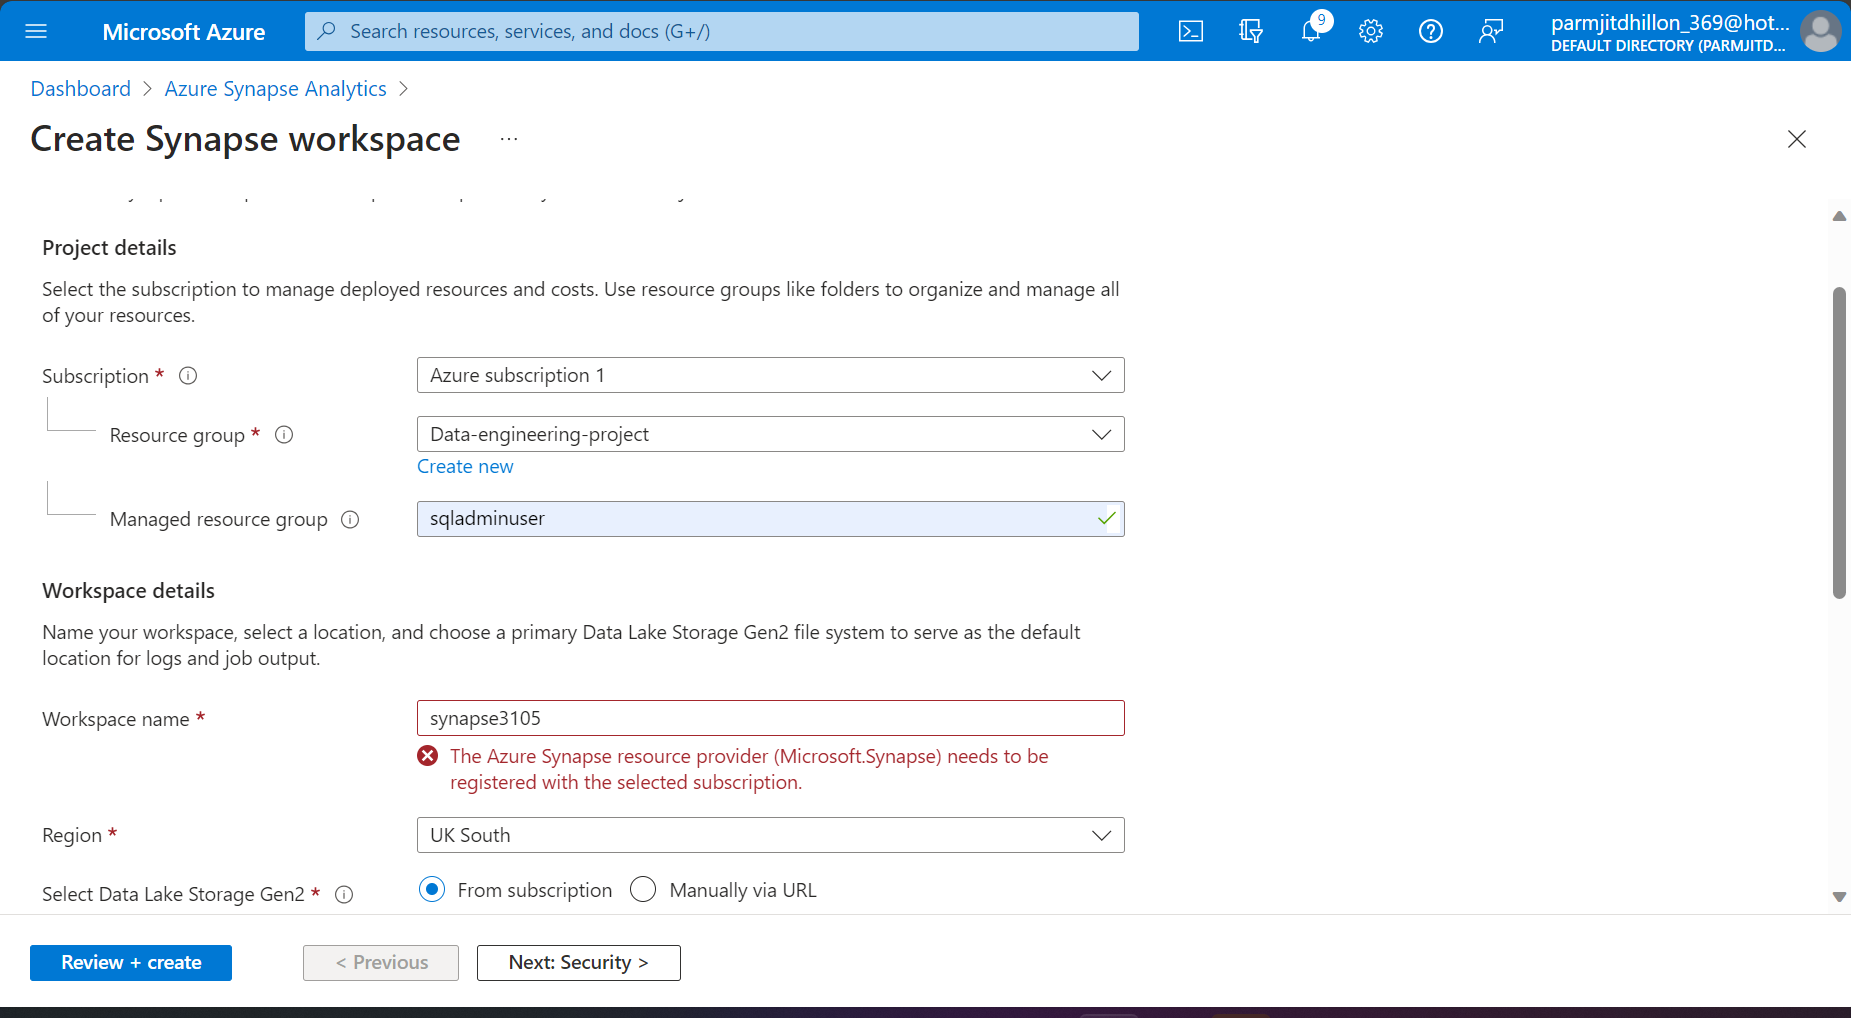 Microsoft Azure
Search resources, services, and docs (G+/)
9
parmjitdhillon_369@hot...
DEFAULT DIRECTORY (PARMJITD...
Dashboard > Azure Synapse Analytics >
Create Synapse workspace ...
Project details
Select the subscription to manage deployed resources and costs. Use resource groups like folders to organize and manage all
of your resources.
Subscription * Azure subscription 1
Resource group * Data-engineering-project
Create new
Managed resource group sqladminuser
Workspace details
Name your workspace, select a location, and choose a primary Data Lake Storage Gen2 file system to serve as the default
location for logs and job output.
Workspace name * synapse3105
The Azure Synapse resource provider (Microsoft.Synapse) needs to be
registered with the selected subscription.
Region * UK South
Select Data Lake Storage Gen2 * From subscription Manually via URL
Review + create < Previous Next: Security >